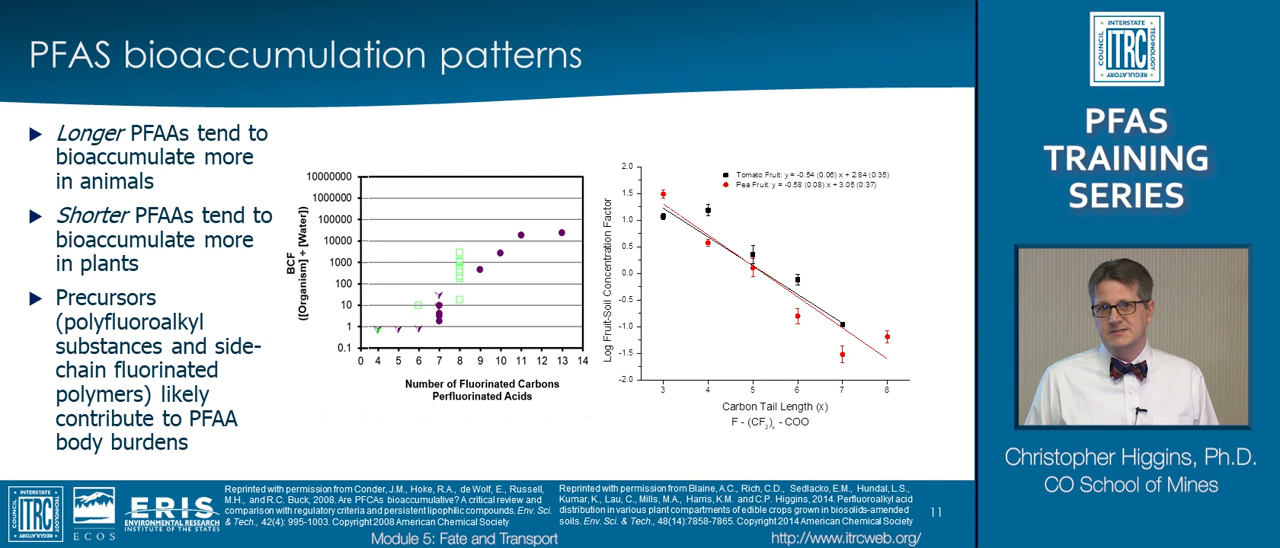 PFAS bioaccumulation patterns
Longer PFAAs tend to
bioaccumulate more
in animals
Shorter PFAAs tend to
bioaccumulate more
in plants
Precursors
(polyfluoroalkyl
substances and side-
chain fluorinated
polymers) likely
contribute to PFAA
body burdens
BCF
([Organism] ÷ [Water])
10000000
1000000
100000
10000
1000
100
10
1
0.1
0 4 5 6 7 8 9 10 11 12 13 14
Number of Fluorinated Carbons
Perfluorinated Acids
Log Fruit-Soil Concentration Factor
2.0
1.5
1.0
0.5
0.0
-0.5
-1.0
-1.5
-2.0
Tomato Fruit: y = -0.54 (0.06) x + 2.84 (0.35)
Pea Fruit: y = -0.58 (0.08) x + 3.05 (0.37)
3 4 5 6 7 8
Carbon Tail Length (x)
F - (CF2)x - COO
INTERSTATE
COUNCIL
ITRC
TECHNOLOGY
REGULATORY
PFAS
TRAINING
SERIES
Christopher Higgins, Ph.D.
CO School of Mines
INTERSTATE
COUNCIL
ITRC
TECHNOLOGY
REGULATORY
ECOS
ERIS
ENVIRONMENTAL RESEARCH
INSTITUTE OF THE STATES
Reprinted with permission from Conder, J.M., Hoke, R.A., de Wolf, E., Russell,
M.H., and R.C. Buck, 2008. Are PFCAs bioaccumulative? A critical review and
comparison with regulatory criteria and persistent lipophilic compounds. Env. Sci.
& Tech., 42(4): 995-1003. Copyright 2008 American Chemical Society
Reprinted with permission from Blaine, A.C., Rich, C.D., Sedlacko, E.M., Hundal, L.S.,
Kumar, K., Lau, C., Mills, M.A., Harris, K.M. and C.P. Higgins, 2014. Perfluoroalkyl acid
distribution in various plant compartments of edible crops grown in biosolids-amended
soils. Env. Sci. & Tech., 48(14):7858-7865. Copyright 2014 American Chemical Society
11
Module 5: Fate and Transport
http://www.itrcweb.org/